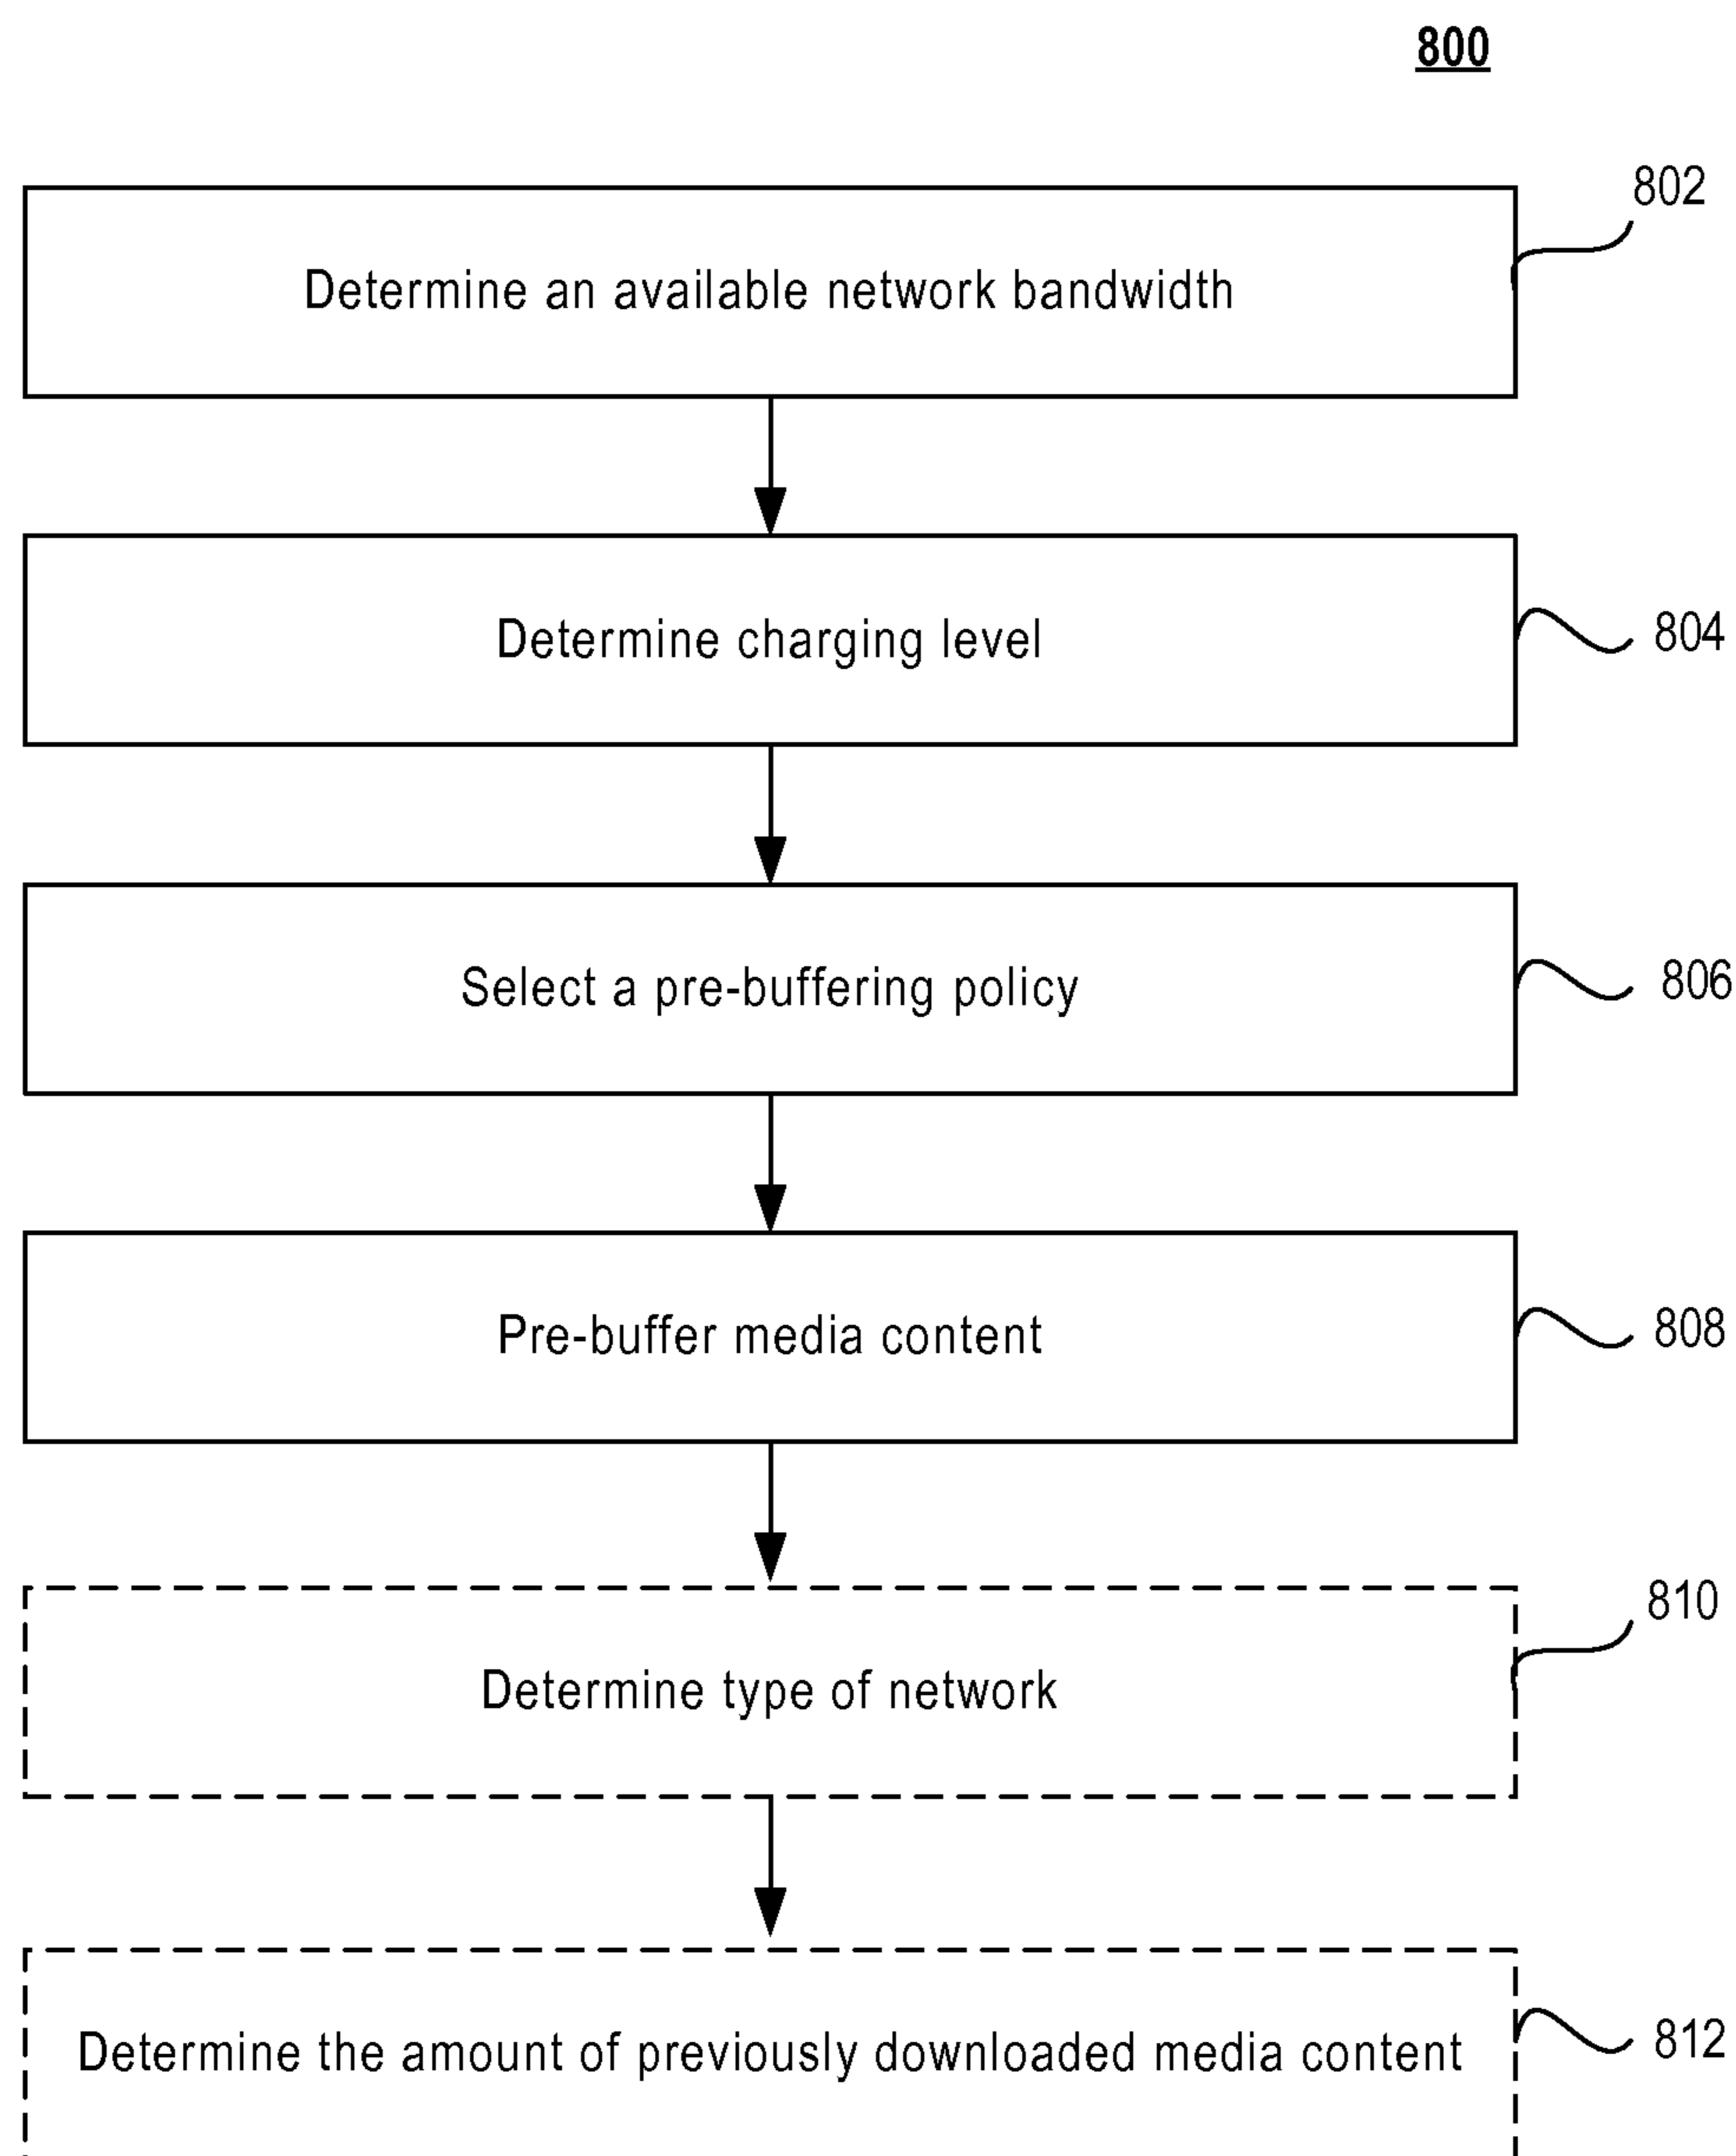 800
802
Determine an available network bandwidth
Determine charging level
804
Select a pre-buffering policy
806
Pre-buffer media content
808
810
Determine type of network
Determine the amount of previously downloaded media content
812